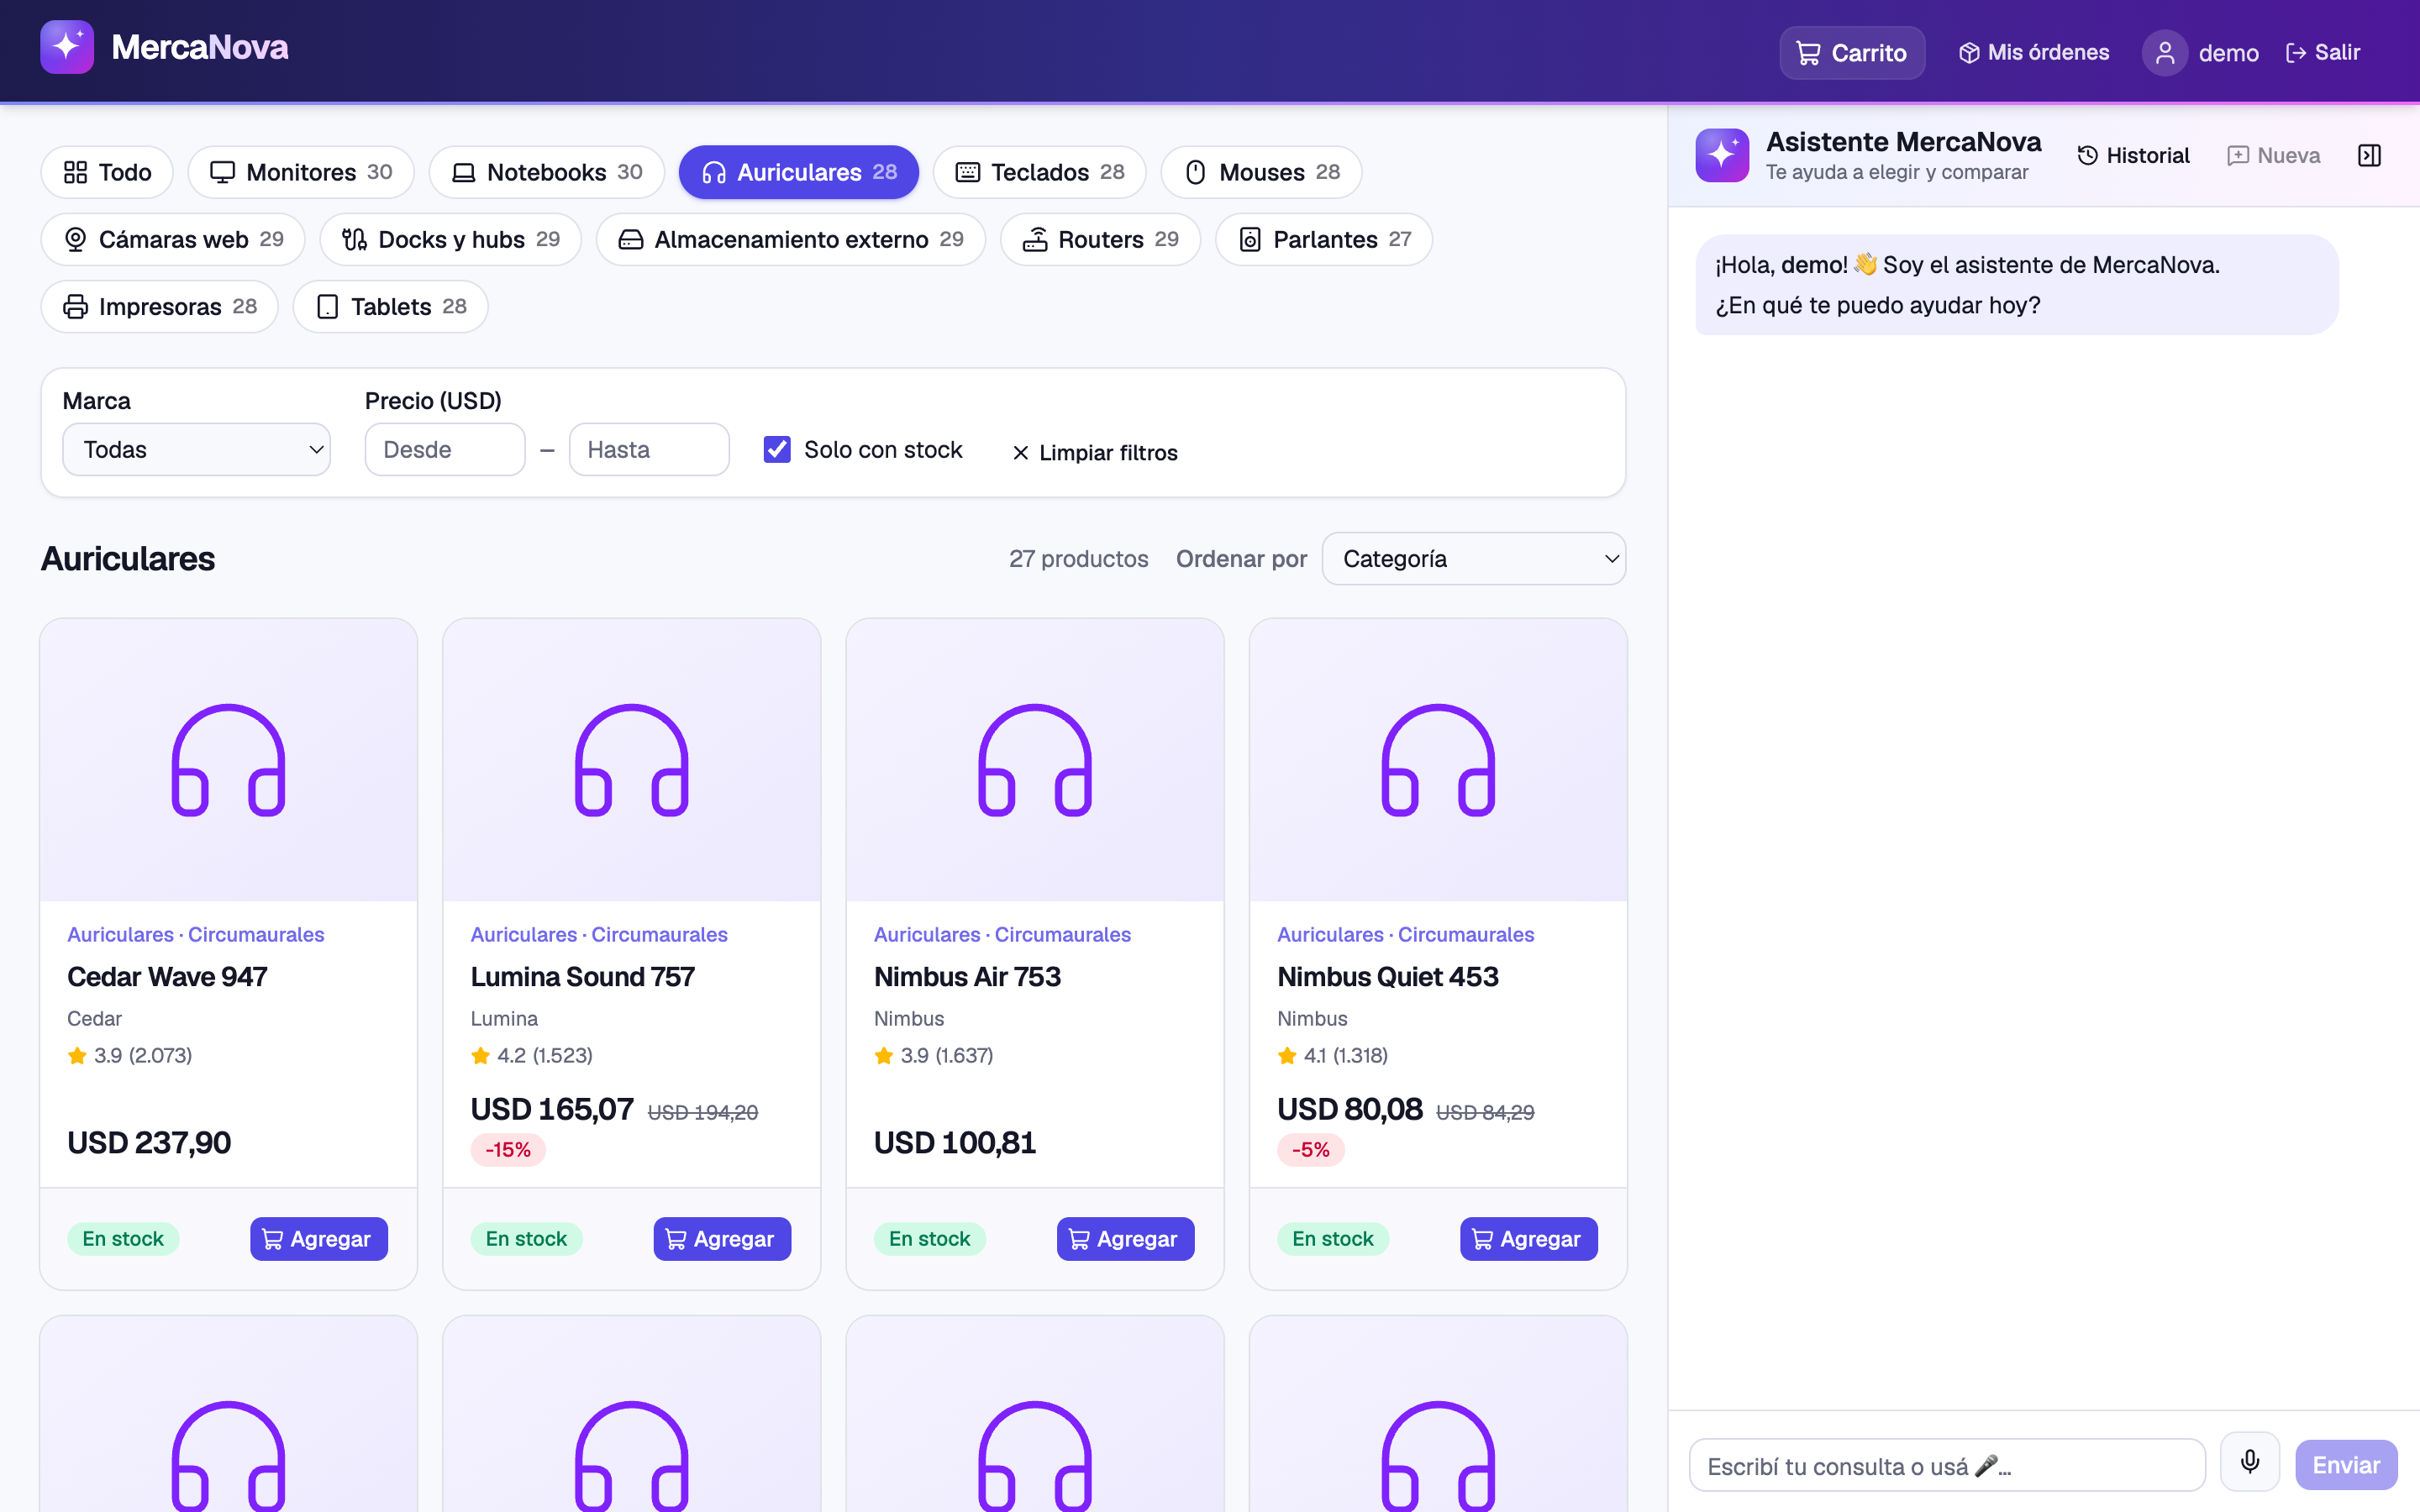 MercaNova
Carrito
Mis órdenes
demo
Salir
Todo
Monitores 30
Notebooks 30
Auriculares 28
Teclados 28
Mouses 28
Cámaras web 29
Docks y hubs 29
Almacenamiento externo 29
Routers 29
Parlantes 27
Impresoras 28
Tablets 28
Marca
Todas
Precio (USD)
Desde
–
Hasta
Solo con stock
Limpiar filtros
Auriculares
27 productos
Ordenar por
Categoría
Auriculares · Circumaurales
Cedar Wave 947
Cedar
3.9 (2.073)
USD 237,90
En stock
Agregar
Auriculares · Circumaurales
Lumina Sound 757
Lumina
4.2 (1.523)
USD 165,07 USD 194,20
-15%
En stock
Agregar
Auriculares · Circumaurales
Nimbus Air 753
Nimbus
3.9 (1.637)
USD 100,81
En stock
Agregar
Auriculares · Circumaurales
Nimbus Quiet 453
Nimbus
4.1 (1.318)
USD 80,08 USD 84,29
-5%
En stock
Agregar
Asistente MercaNova
Te ayuda a elegir y comparar
Historial
Nueva
¡Hola, demo! 👋 Soy el asistente de MercaNova.
¿En qué te puedo ayudar hoy?
Escribí tu consulta o usá 🎤...
Enviar